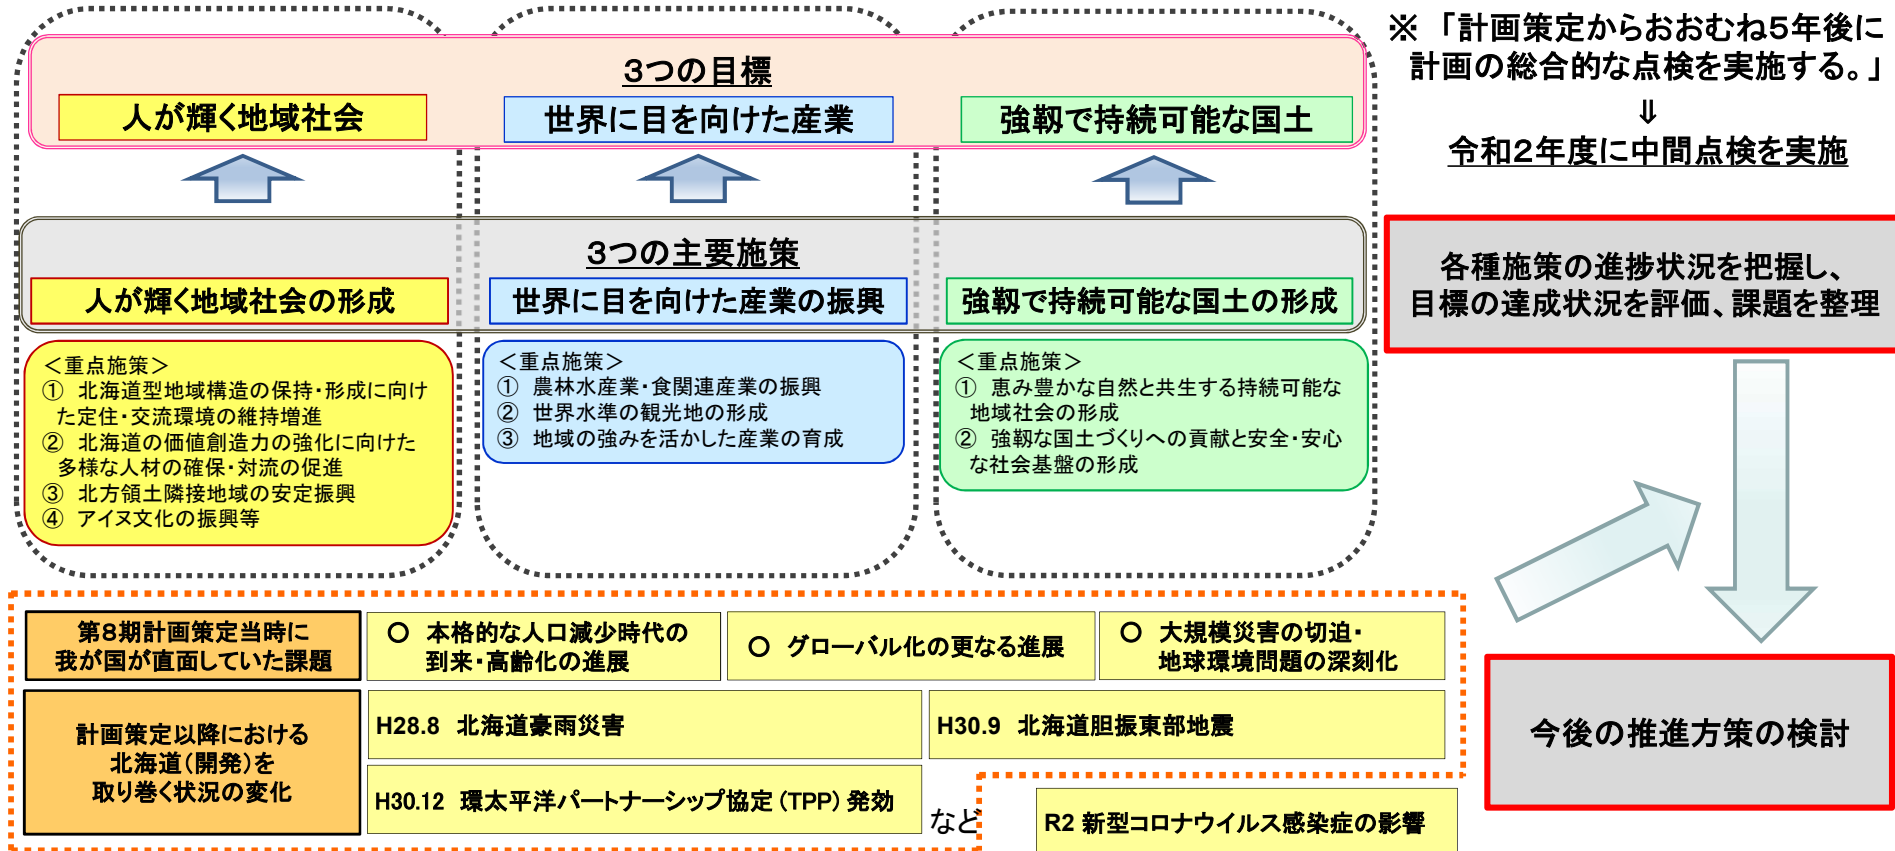 3つの目標
人が輝く地域社会
世界に目を向けた産業
強靱で持続可能な国土
3つの主要施策
人が輝く地域社会の形成
世界に目を向けた産業の振興
強靱で持続可能な国土の形成
＜重点施策＞
① 北海道型地域構造の保持・形成に向け
た定住・交流環境の維持増進
② 北海道の価値創造力の強化に向けた
多様な人材の確保・対流の促進
③ 北方領土隣接地域の安定振興
④ アイヌ文化の振興等
＜重点施策＞
① 農林水産業・食関連産業の振興
② 世界水準の観光地の形成
③ 地域の強みを活かした産業の育成
＜重点施策＞
① 恵み豊かな自然と共生する持続可能な
地域社会の形成
② 強靱な国土づくりへの貢献と安全・安心
な社会基盤の形成
※ 「計画策定からおおむね5年後に
計画の総合的な点検を実施する。」
⇓
令和2年度に中間点検を実施
各種施策の進捗状況を把握し、
目標の達成状況を評価、課題を整理
今後の推進方策の検討
第8期計画策定当時に
我が国が直面していた課題
○ 本格的な人口減少時代の
到来・高齢化の進展
○ グローバル化の更なる進展
○ 大規模災害の切迫・
地球環境問題の深刻化
計画策定以降における
北海道（開発）を
取り巻く状況の変化
H28.8 北海道豪雨災害
H30.9 北海道胆振東部地震
H30.12 環太平洋パートナーシップ協定（TPP）発効
など
R2 新型コロナウイルス感染症の影響